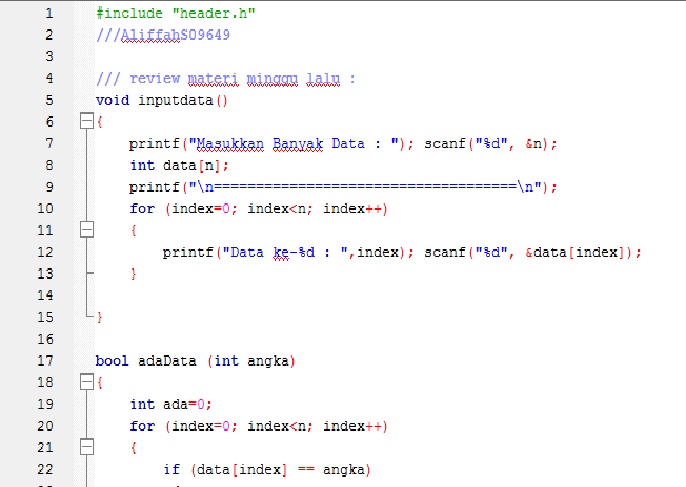 1 #include "header.h"
2 ///AliffahS09649
3
4 /// review materi minggu lalu :
5 void inputdata()
6 {
7 printf("Masukkan Banyak Data : "); scanf("%d", &n);
8 int data[n];
9 printf("\n====================================\n");
10 for (index=0; index<n; index++)
11 {
12 printf("Data ke-%d : ",index); scanf("%d", &data[index]);
13 }
14
15 }
16
17 bool adaData (int angka)
18 {
19 int ada=0;
20 for (index=0; index<n; index++)
21 {
22 if (data[index] == angka)